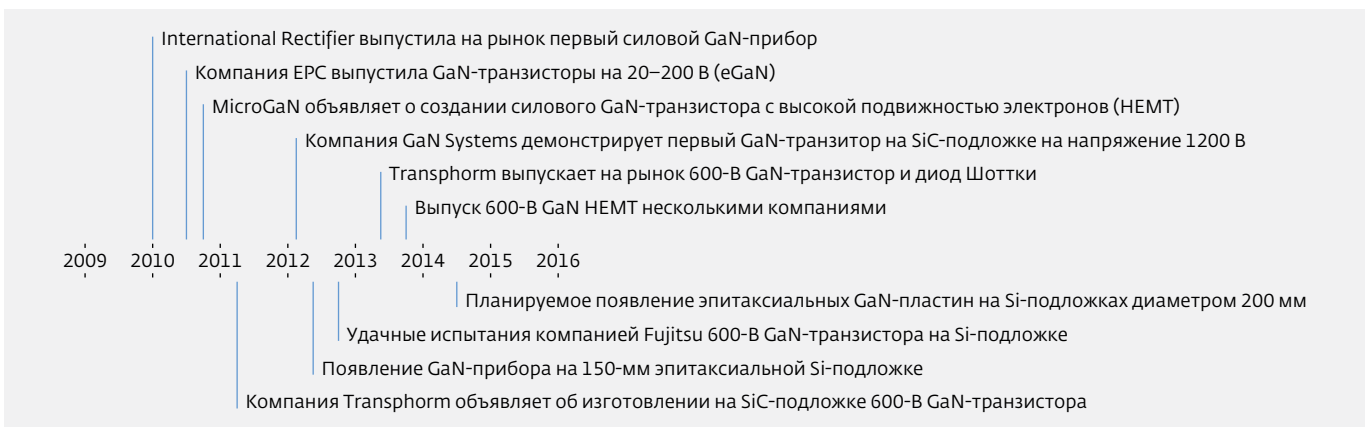 International Rectifier выпустила на рынок первый силовой GaN-прибор
Компания EPC выпустила GaN-транзисторы на 20–200 В (eGaN)
MicroGaN объявляет о создании силового GaN-транзистора с высокой подвижностью электронов (HEMT)
Компания GaN Systems демонстрирует первый GaN-транзитор на SiC-подложке на напряжение 1200 В
Transphorm выпускает на рынок 600-В GaN-транзистор и диод Шоттки
Выпуск 600-В GaN HEMT несколькими компаниями
2009 2010 2011 2012 2013 2014 2015 2016
Планируемое появление эпитаксиальных GaN-пластин на Si-подложках диаметром 200 мм
Удачные испытания компанией Fujitsu 600-В GaN-транзистора на Si-подложке
Появление GaN-прибора на 150-мм эпитаксиальной Si-подложке
Компания Transphorm объявляет об изготовлении на SiC-подложке 600-В GaN-транзистора